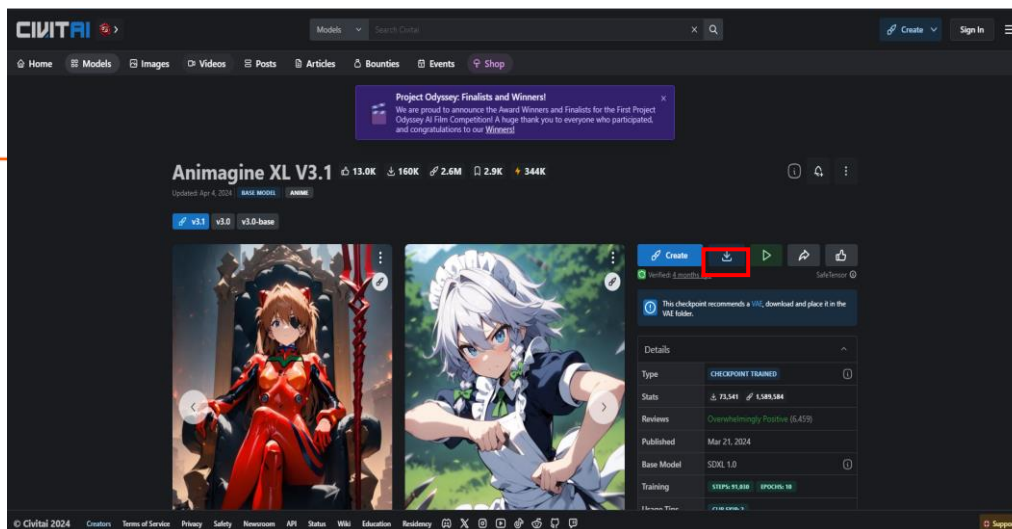 CIVITAI
Models Search Civitai
Create Sign In
Home Models Images Videos Posts Articles Bounties Events Shop
Project Odyssey: Finalists and Winners!
We are proud to announce the Award Winners and Finalists for the First Project
Odyssey AI Film Competition! A huge thank you to everyone who participated,
and congratulations to our Winners!
Animagine XL V3.1 13.0K 160K 2.6M 2.9K 344K
Updated: Apr 4, 2024 BASE MODEL ANIME
v3.1 v3.0 v3.0-base
Create
Verified: 4 months SafeTensor
This checkpoint recommends a VAE, download and place it in the
VAE folder.
Details
Type CHECKPOINT TRAINED
Stats 73,541 1,589,584
Reviews Overwhelmingly Positive (6,459)
Published Mar 21, 2024
Base Model SDXL 1.0
Training STEPS: 91,030 EPOCHS: 10
Usage Tips CLIP SKIP: 2
© Civitai 2024 Creators Terms of Service Privacy Safety Newsroom API Status Wiki Education Residency